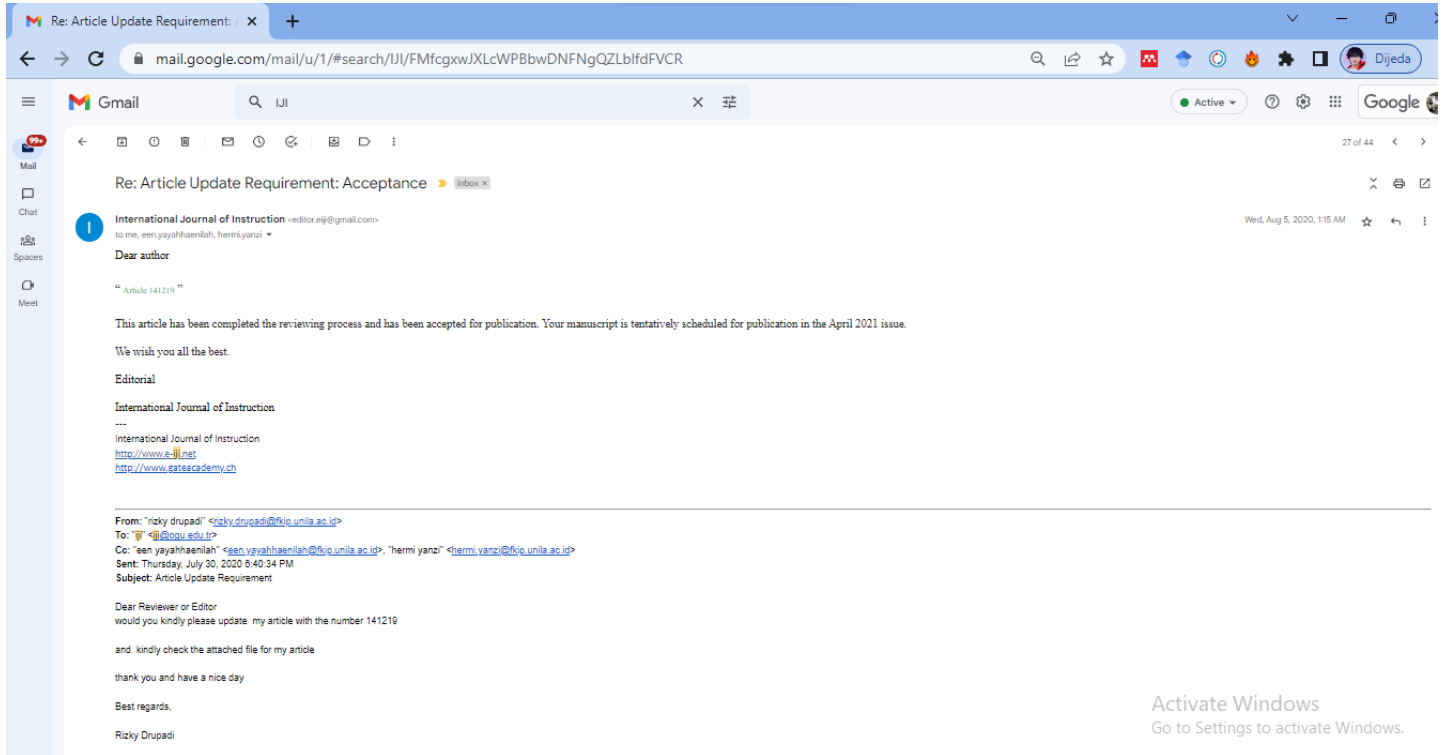 Re: Article Update Requirement: A
mail.google.com/mail/u/1/#search/IJI/FMfcgxwJXLcWPBbwDNFNgQZLbIfdFVCR
Dijeda
Gmail
IJI
Active
Google
99+
Mail
Chat
Spaces
Meet
27 of 44
Re: Article Update Requirement: Acceptance
Inbox ×
International Journal of Instruction <editor.eiji@gmail.com>
Wed, Aug 5, 2020, 1:15 AM
to me, een.yayahhaenilah, hermi.yanzi
Dear author
“ Article 141219 ”
This article has been completed the reviewing process and has been accepted for publication. Your manuscript is tentatively scheduled for publication in the April 2021 issue.
We wish you all the best.
Editorial
International Journal of Instruction
---
International Journal of Instruction
http://www.e-iji.net
http://www.gateacademy.ch
From: "rizky drupadi" <rizky.drupadi@fkip.unila.ac.id>
To: "iji" <iji@ogu.edu.tr>
Cc: "een yayahhaenilah" <een.yayahhaenilah@fkip.unila.ac.id>, "hermi yanzi" <hermi.yanzi@fkip.unila.ac.id>
Sent: Thursday, July 30, 2020 6:40:34 PM
Subject: Article Update Requirement
Dear Reviewer or Editor
would you kindly please update my article with the number 141219
and kindly check the attached file for my article
thank you and have a nice day
Best regards,
Rizky Drupadi
Activate Windows
Go to Settings to activate Windows.